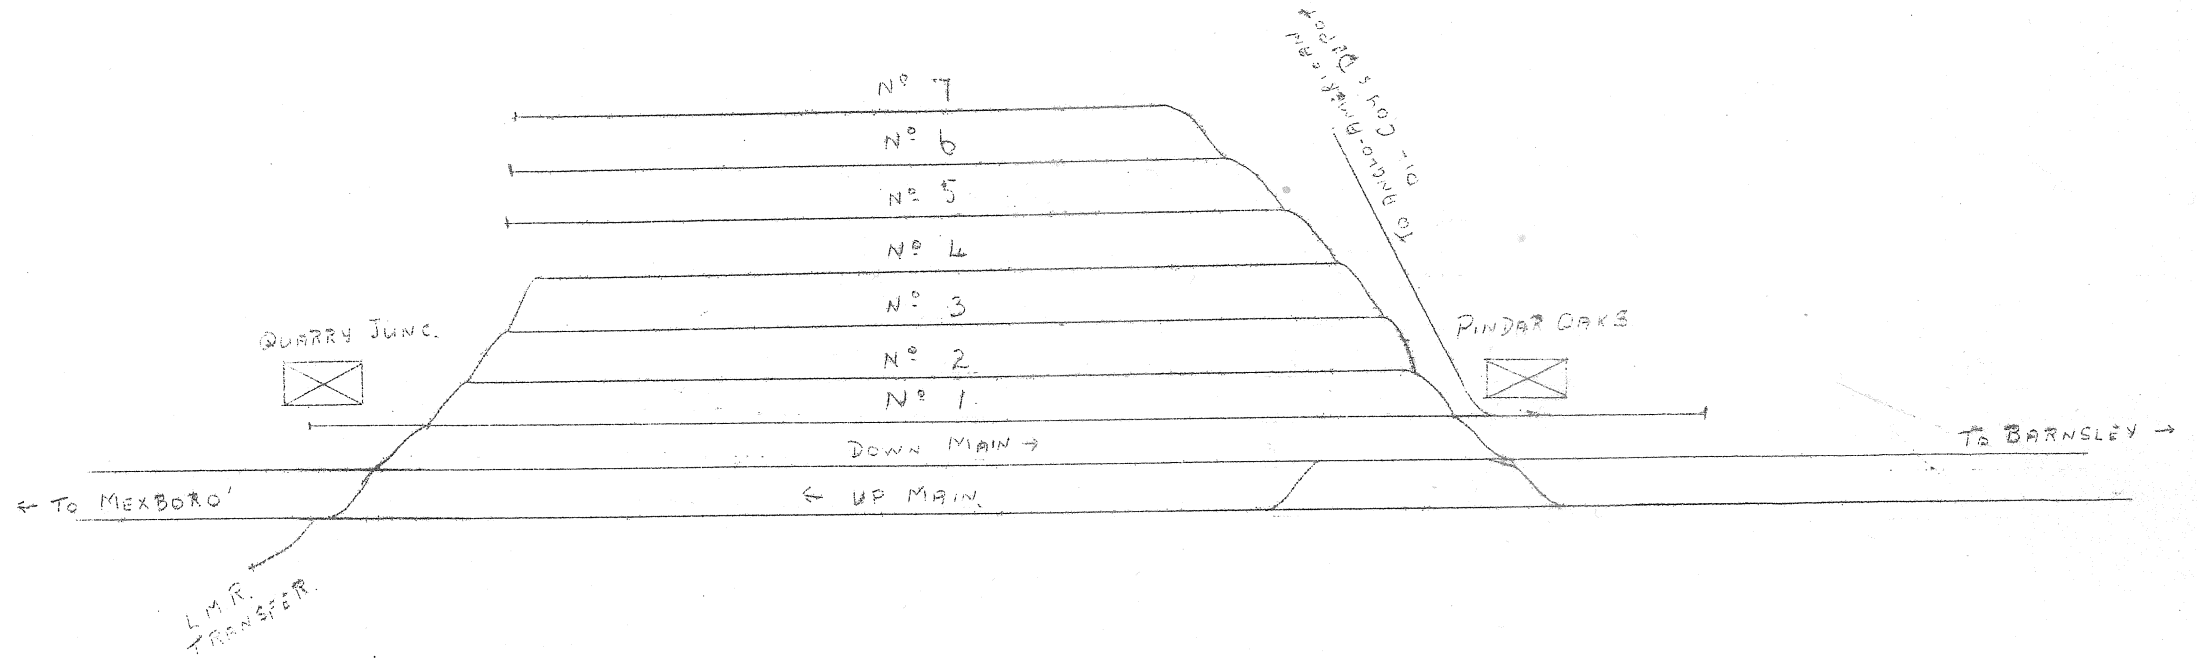 Nº 7
Nº 6
Nº 5
Nº 4
Nº 3
Nº 2
Nº 1
TO ANGLO-AMERICAN
OIL COY'S DEPOT
QUARRY JUNC.
PINDAR OAKS
DOWN MAIN →
TO BARNSLEY →
← TO MEXBORO'
← UP MAIN.
L M R.
TRANSFER.